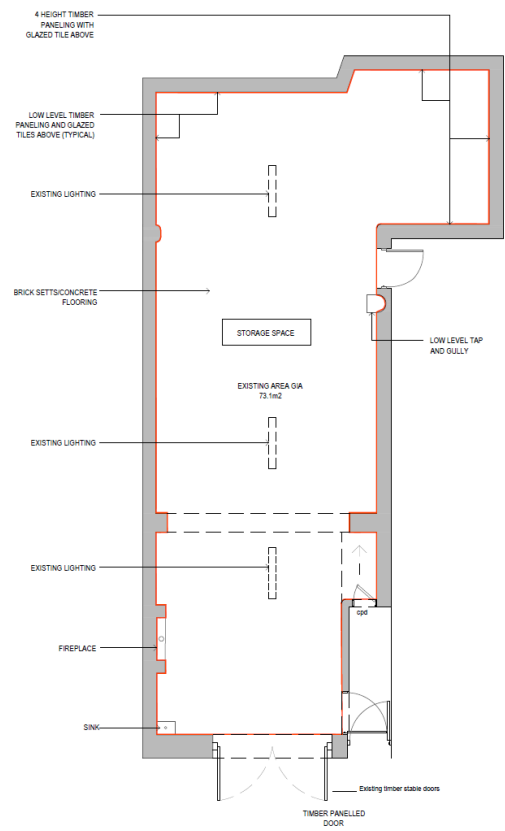 4 HEIGHT TIMBER
PANELING WITH
GLAZED TILE ABOVE
LOW LEVEL TIMBER
PANELING AND GLAZED
TILES ABOVE (TYPICAL)
EXISTING LIGHTING
BRICK SETTS/CONCRETE
FLOORING
STORAGE SPACE
LOW LEVEL TAP
AND GULLY
EXISTING AREA GIA
73.1m2
EXISTING LIGHTING
EXISTING LIGHTING
cpd
FIREPLACE
SINK
Existing timber stable doors
TIMBER PANELLED
DOOR